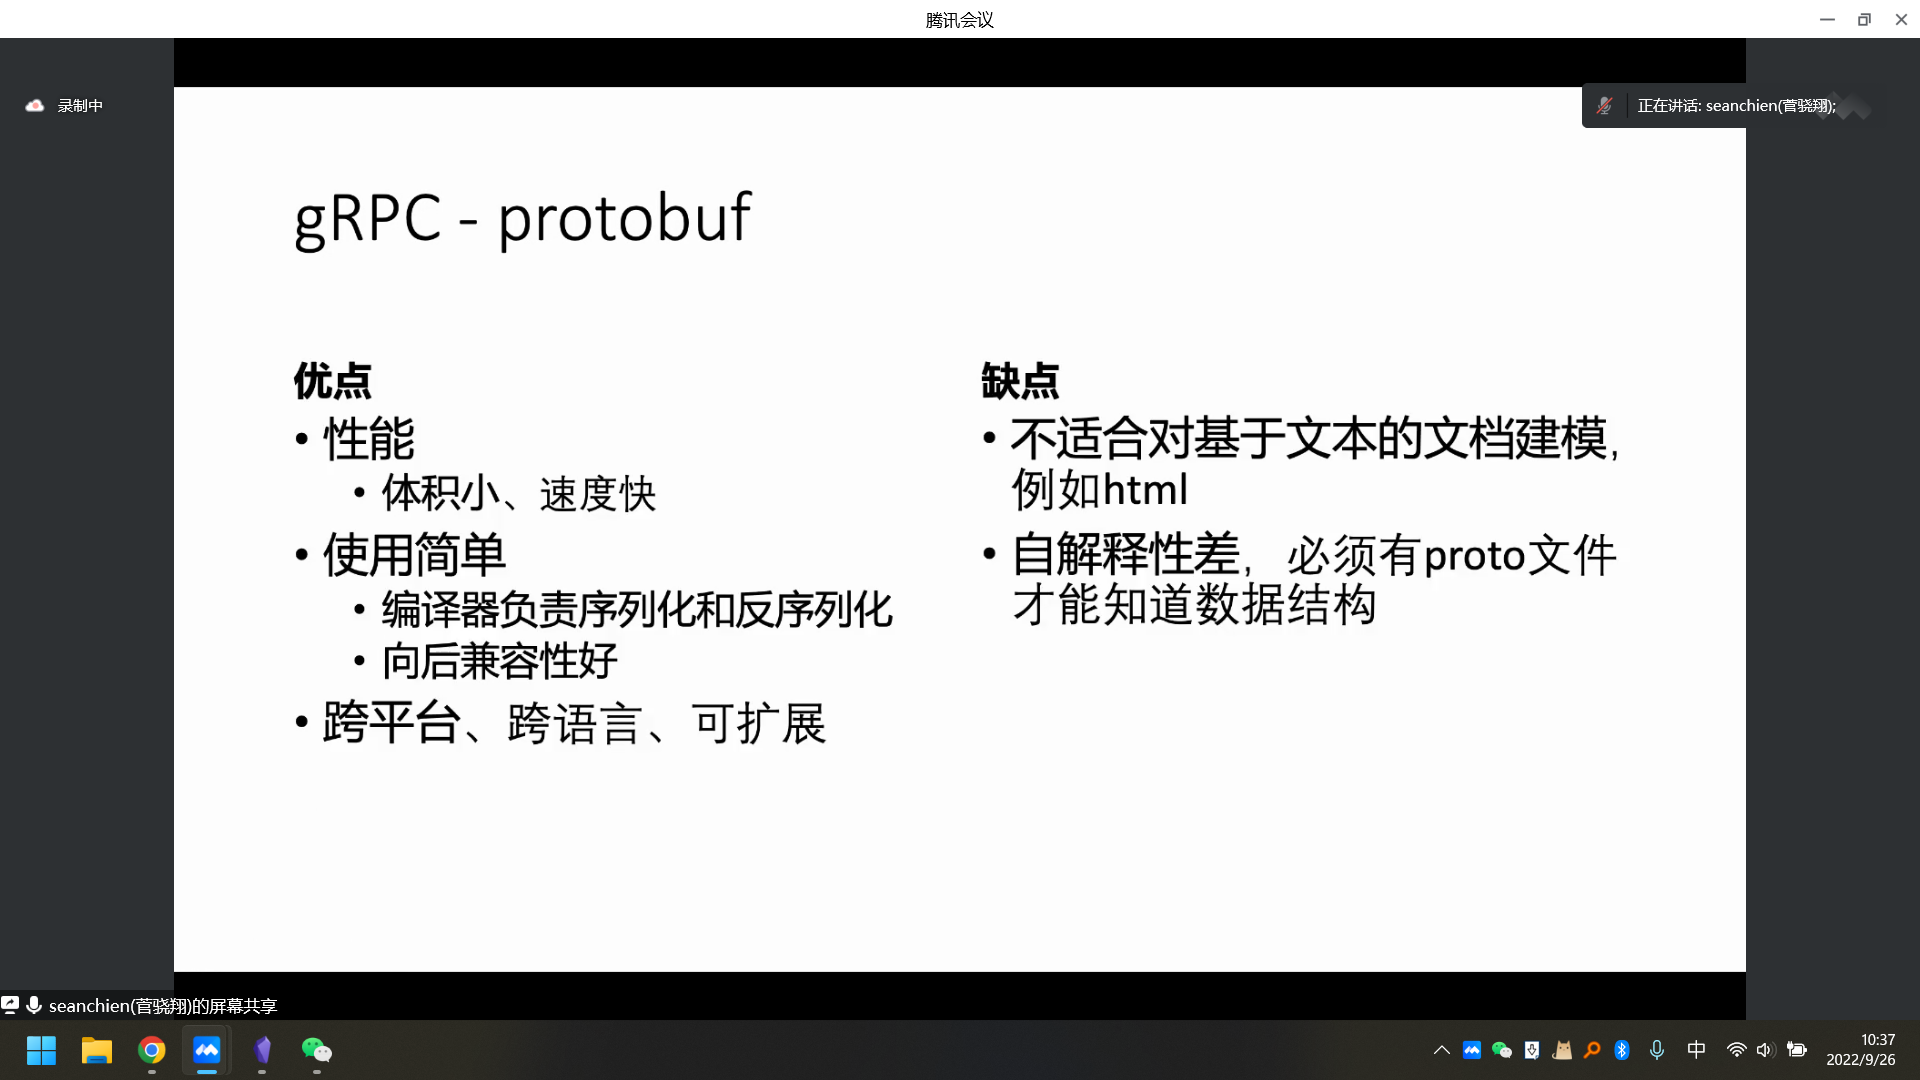 腾讯会议
录制中
正在讲话: seanchien(菅骁翔);
gRPC - protobuf
优点
• 性能
• 体积小、速度快
• 使用简单
• 编译器负责序列化和反序列化
• 向后兼容性好
• 跨平台、跨语言、可扩展
缺点
• 不适合对基于文本的文档建模，
例如html
• 自解释性差，必须有proto文件
才能知道数据结构
seanchien(菅骁翔)的屏幕共享
中
10:37
2022/9/26